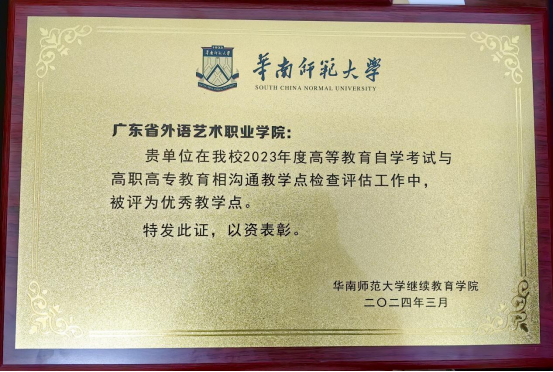 華南師範大學
SOUTH CHINA NORMAL UNIVERSITY
广东省外语艺术职业学院：
贵单位在我校2023年度高等教育自学考试与
高职高专教育相沟通教学点检查评估工作中，
被评为优秀教学点。
特发此证，以资表彰。
华南师范大学继续教育学院
二〇二四年三月